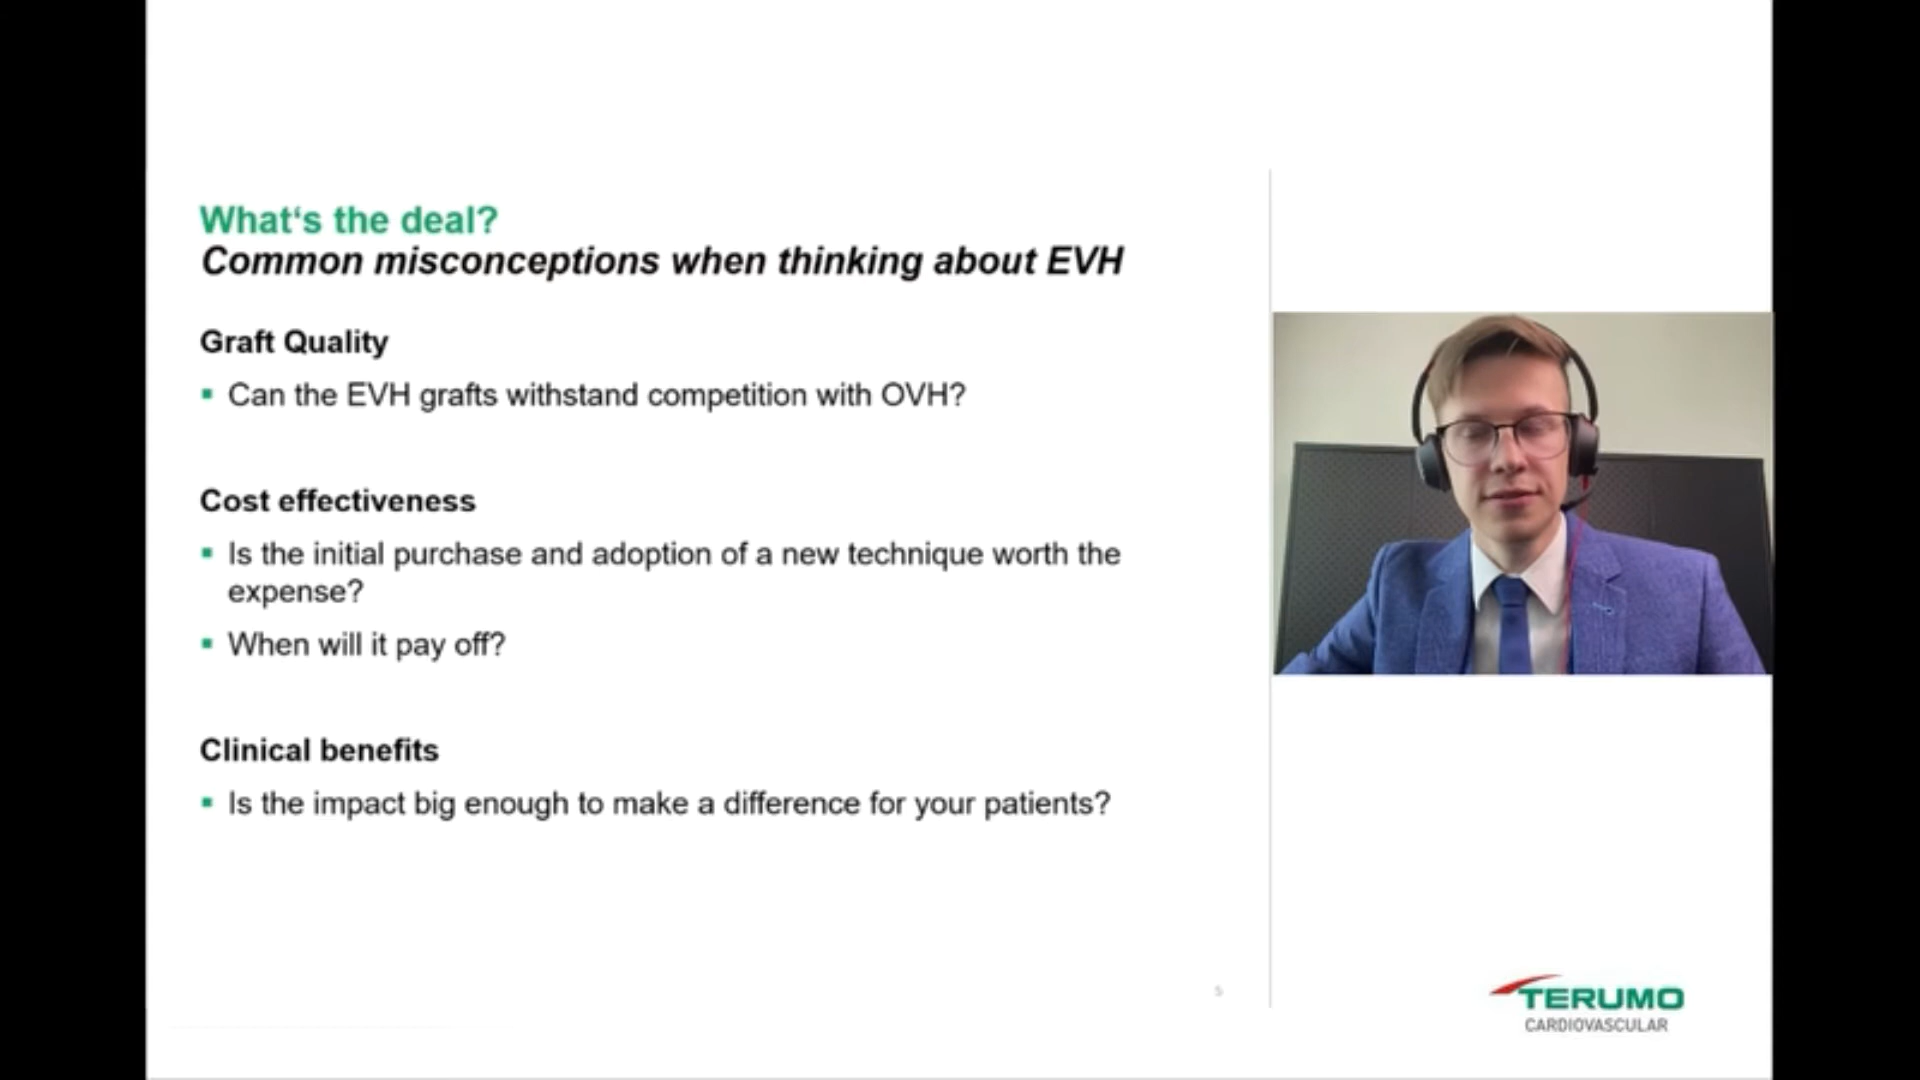 What‘s the deal?
Common misconceptions when thinking about EVH
Graft Quality
▪ Can the EVH grafts withstand competition with OVH?
Cost effectiveness
▪ Is the initial purchase and adoption of a new technique worth the
expense?
▪ When will it pay off?
Clinical benefits
▪ Is the impact big enough to make a difference for your patients?
5
TERUMO
CARDIOVASCULAR